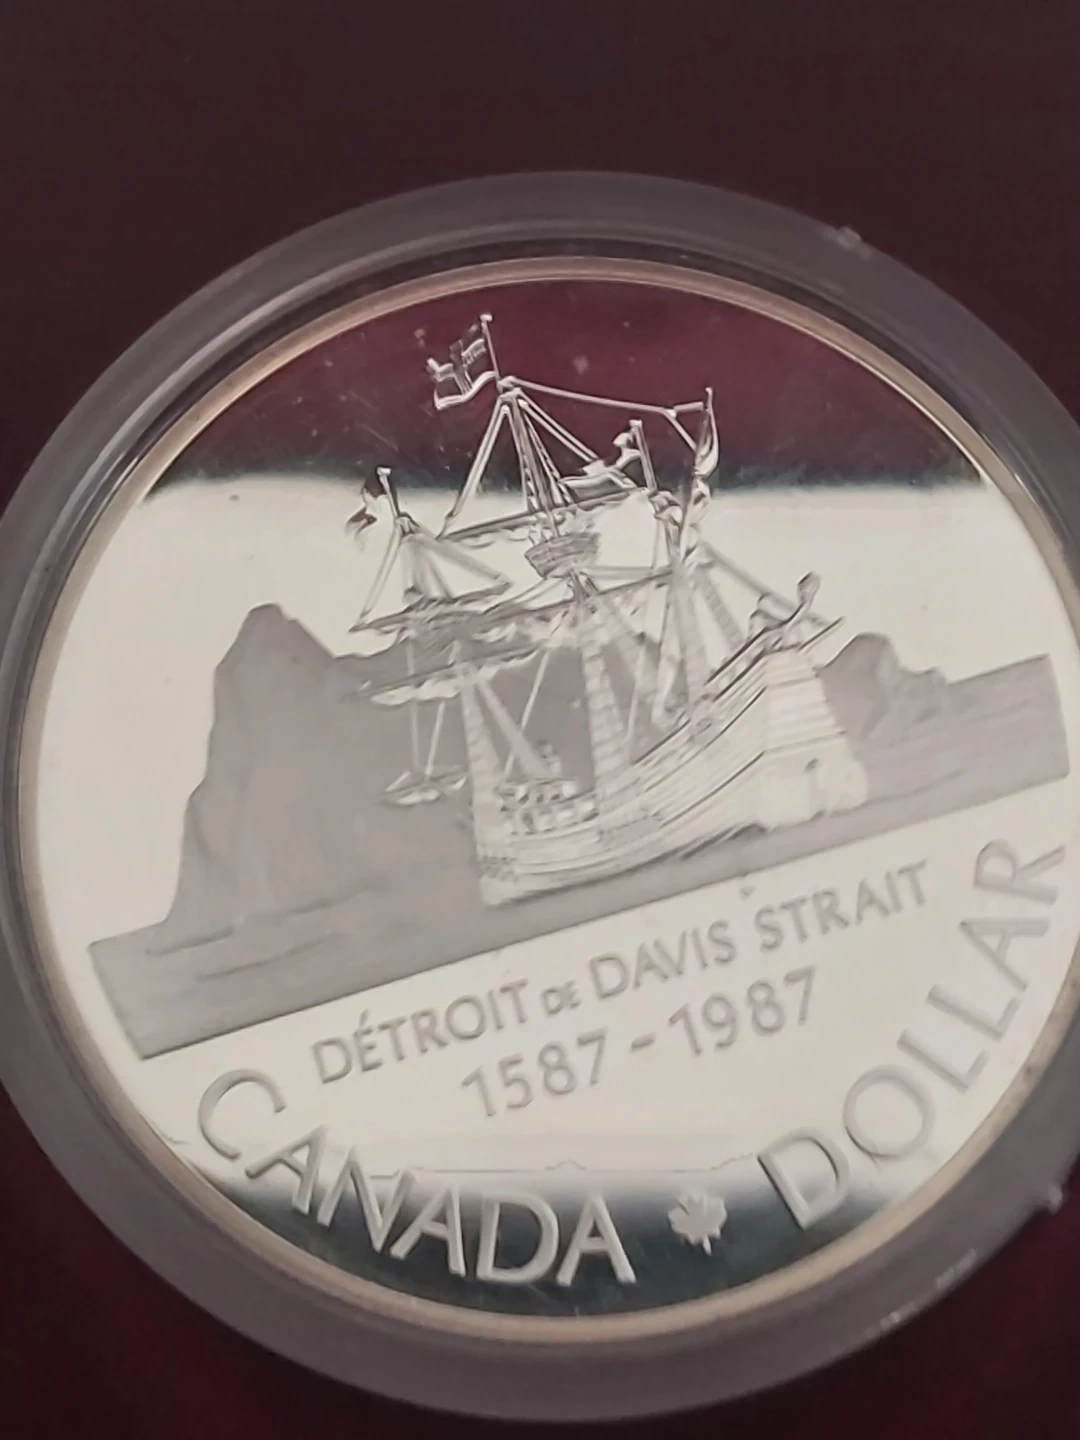 DÉTROIT DE DAVIS STRAIT
1587-1987
CANADA DOLLAR